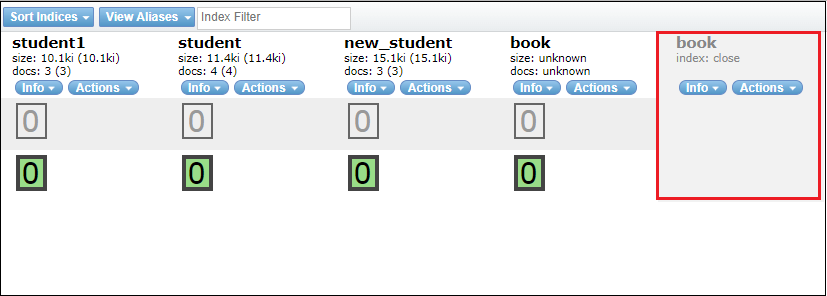 Sort Indices View Aliases Index Filter
student1 student new_student book book
size: 10.1ki (10.1ki) size: 11.4ki (11.4ki) size: 15.1ki (15.1ki) size: unknown index: close
docs: 3 (3) docs: 4 (4) docs: 3 (3) docs: unknown
Info Actions Info Actions Info Actions Info Actions Info Actions
0 0 0 0
0 0 0 0